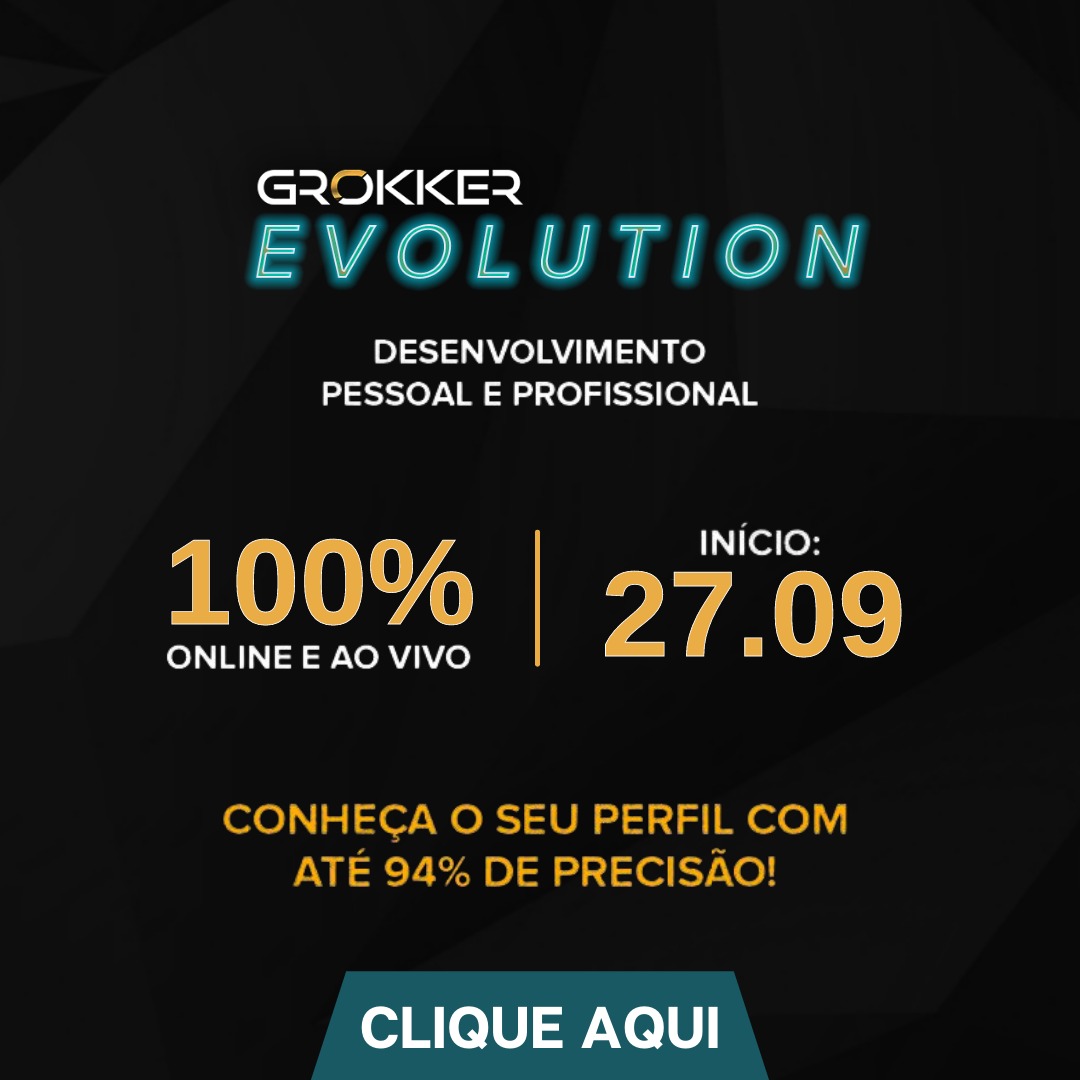 GROKKER
EVOLUTION
DESENVOLVIMENTO
PESSOAL E PROFISSIONAL
100%
ONLINE E AO VIVO
INÍCIO:
27.09
CONHEÇA O SEU PERFIL COM
ATÉ 94% DE PRECISÃO!
CLIQUE AQUI